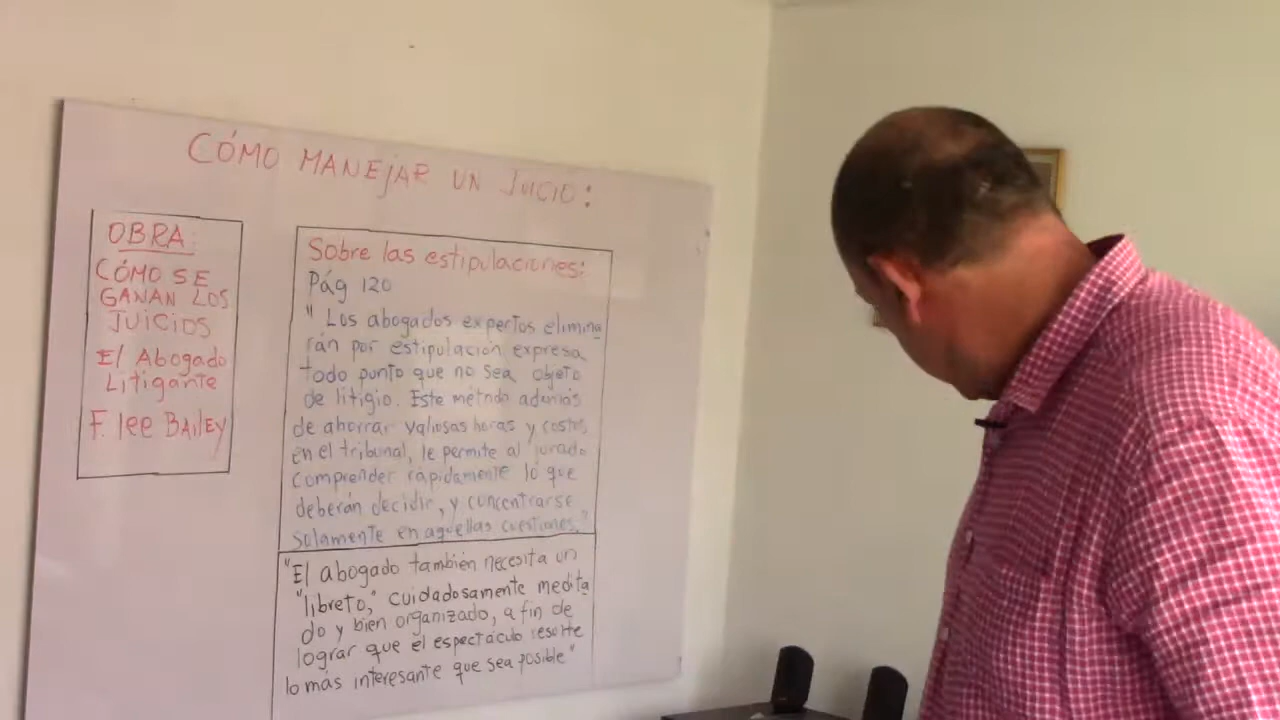 CÓMO MANEJAR UN JUICIO:
OBRA:
CÓMO SE
GANAN LOS
JUICIOS
El Abogado
Litigante
F. lee BAILEY
Sobre las estipulaciones:
Pág 120
" Los abogados expertos elimina
rán por estipulación expresa
todo punto que no sea objeto
de litigio. Este método además
de ahorrar valiosas horas y costos
en el tribunal, le permite al jurado
comprender rápidamente lo que
deberán decidir, y concentrarse
solamente en aquellas cuestiones."
"El abogado también necesita un
"libreto," cuidadosamente medita
do y bien organizado, a fin de
lograr que el espectáculo resulte
lo más interesante que sea posible"